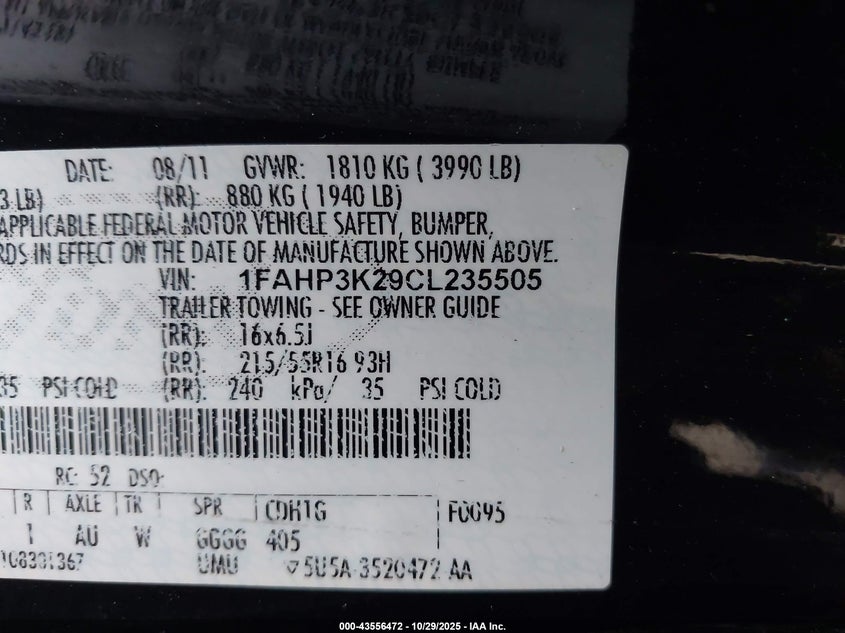 DATE: 08/11 GVWR: 1810 KG ( 3990 LB)
3 LB) (RR): 880 KG ( 1940 LB)
APPLICABLE FEDERAL MOTOR VEHICLE SAFETY, BUMPER,
RDS IN EFFECT ON THE DATE OF MANUFACTURE SHOWN ABOVE.
VIN: 1FAHP3K29CL235505
TRAILER TOWING - SEE OWNER GUIDE
(RR): 16x6.5J
(RR): 215/55R16 93H
35 PSI COLD (RR): 240 kPa/ 35 PSI COLD
RC: 52 DSO:
R AXLE TR SPR CDH1G F0095
1 AU W GGGG 405
UMU 5U5A-3520472-AA
000-43556472 - 10/29/2025 - IAA Inc.